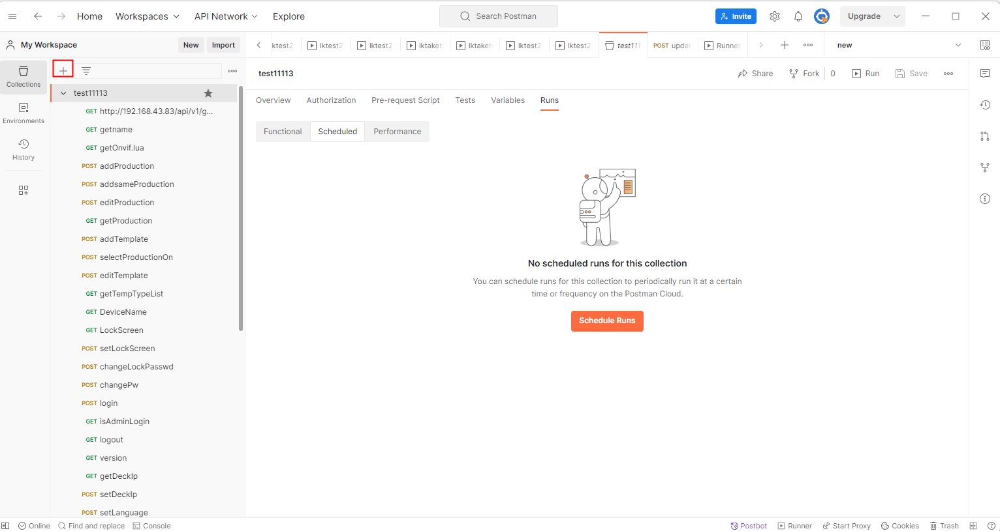 Home Workspaces API Network Explore Search Postman Invite Upgrade
My Workspace New Import lktest2 lktest2 lktest2 lktaket lktaket lktest2 lktest2 test111 POST updat Runner new
test11113 Share Fork 0 Run Save
Collections
Environments
History
test11113
GET http://192.168.43.83/api/v1/g...
GET getname
GET getOnvif.lua
POST addProduction
POST addsameProduction
POST editProduction
GET getProduction
POST addTemplate
POST selectProductionOn
POST editTemplate
GET getTempTypeList
GET DeviceName
GET LockScreen
POST setLockScreen
POST changeLockPasswd
POST changePw
POST login
GET isAdminLogin
GET logout
GET version
GET getDeckIp
POST setDeckIp
POST setLanguage
Overview Authorization Pre-request Script Tests Variables Runs
Functional Scheduled Performance
No scheduled runs for this collection
You can schedule runs for this collection to periodically run it at a certain
time or frequency on the Postman Cloud.
Schedule Runs
Online Find and replace Console Postbot Runner Start Proxy Cookies Trash